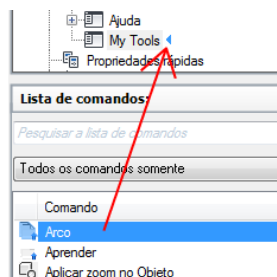 Ajuda
My Tools
Propriedades rápidas
Lista de comandos:
Pesquisar a lista de comandos
Todos os comandos somente
Comando
Arco
Aprender
Aplicar zoom no Objeto